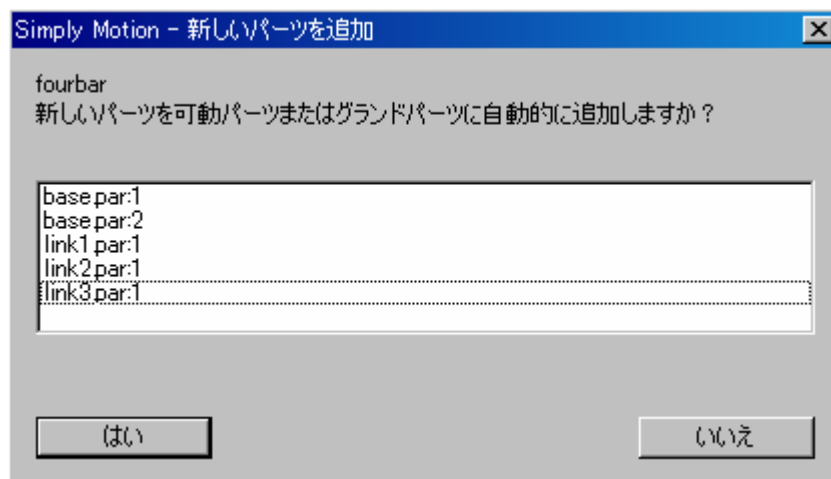 Simply Motion - 新しいパーツを追加
fourbar
新しいパーツを可動パーツまたはグランドパーツに自動的に追加しますか？
base.par:1
base.par:2
link1.par:1
link2.par:1
link3.par:1
はい
いいえ